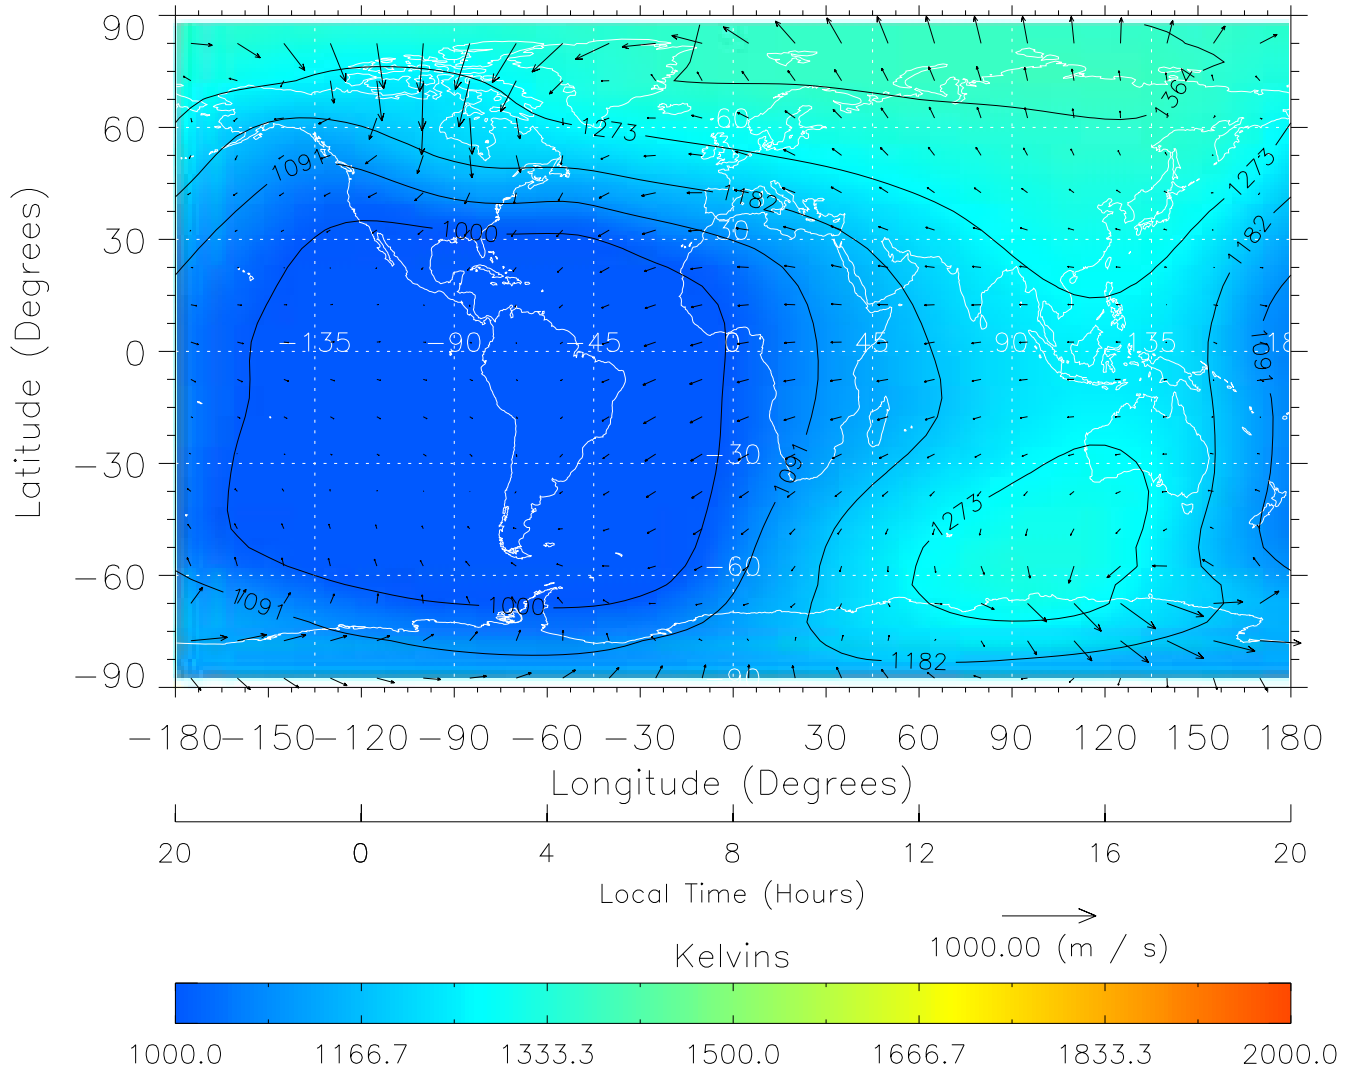 90
60
30
0
−30
−60
−90
Latitude (Degrees)
1364
1273
1273
1091
1182
1182
1000
60
30
−135 −90 −45 0 45 90 135
1091
−30
1091
1273
−60
1091
1000
1182
−90
−180 −150 −120 −90 −60 −30 0 30 60 90 120 150 180
Longitude (Degrees)
20 0 4 8 12 16 20
Local Time (Hours)
1000.00 (m / s)
Kelvins
1000.0 1166.7 1333.3 1500.0 1666.7 1833.3 2000.0